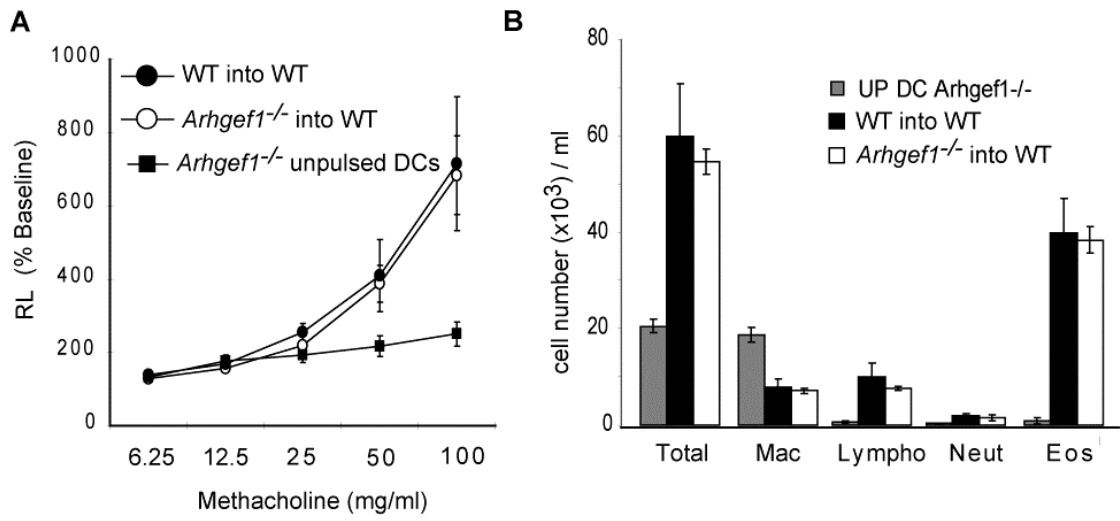 A
1000
800
600
400
200
0
RL (% Baseline)
WT into WT
Arhgef1-/- into WT
Arhgef1-/- unpulsed DCs
6.25 12.5 25 50 100
Methacholine (mg/ml)
B
80
60
40
20
0
cell number (x10³) / ml
UP DC Arhgef1-/-
WT into WT
Arhgef1-/- into WT
Total Mac Lympho Neut Eos